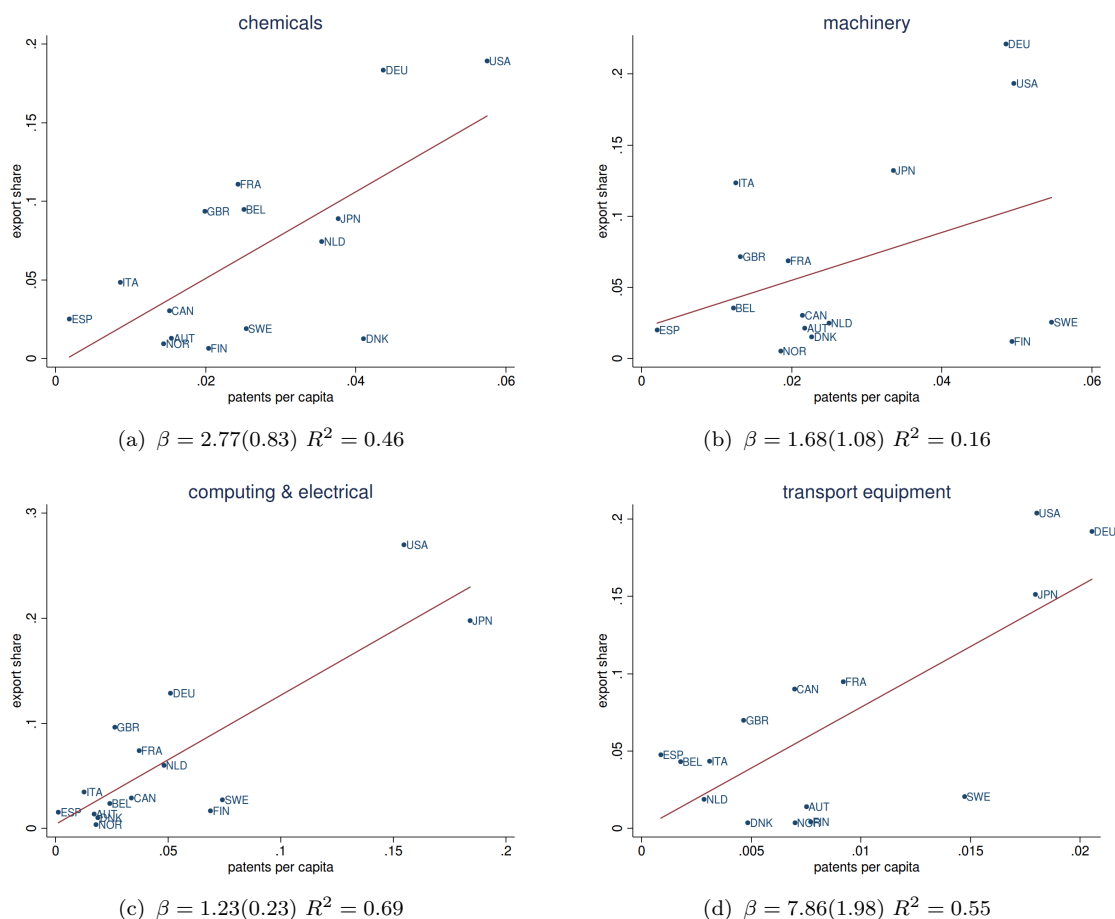 chemicals
export share
.2
.15
.1
.05
0
USA
DEU
FRA
GBR
BEL
JPN
NLD
ITA
ESP
CAN
SWE
AUT
NOR
FIN
DNK
0
.02
.04
.06
patents per capita
(a) β = 2.77(0.83) R² = 0.46
machinery
export share
.2
.15
.1
.05
0
DEU
USA
JPN
ITA
GBR
FRA
BEL
CAN
NLD
SWE
ESP
AUT
DNK
FIN
NOR
0
.02
.04
.06
patents per capita
(b) β = 1.68(1.08) R² = 0.16
computing & electrical
export share
.3
.2
.1
0
USA
JPN
DEU
GBR
FRA
NLD
ITA
CAN
SWE
BEL
ESP
AUT
DNK
FIN
NOR
0
.05
.1
.15
.2
patents per capita
(c) β = 1.23(0.23) R² = 0.69
transport equipment
export share
.2
.15
.1
.05
0
USA
DEU
JPN
FRA
CAN
GBR
ESP
BEL
ITA
NLD
SWE
AUT
DNK
NOR
FIN
0
.005
.01
.015
.02
patents per capita
(d) β = 7.86(1.98) R² = 0.55